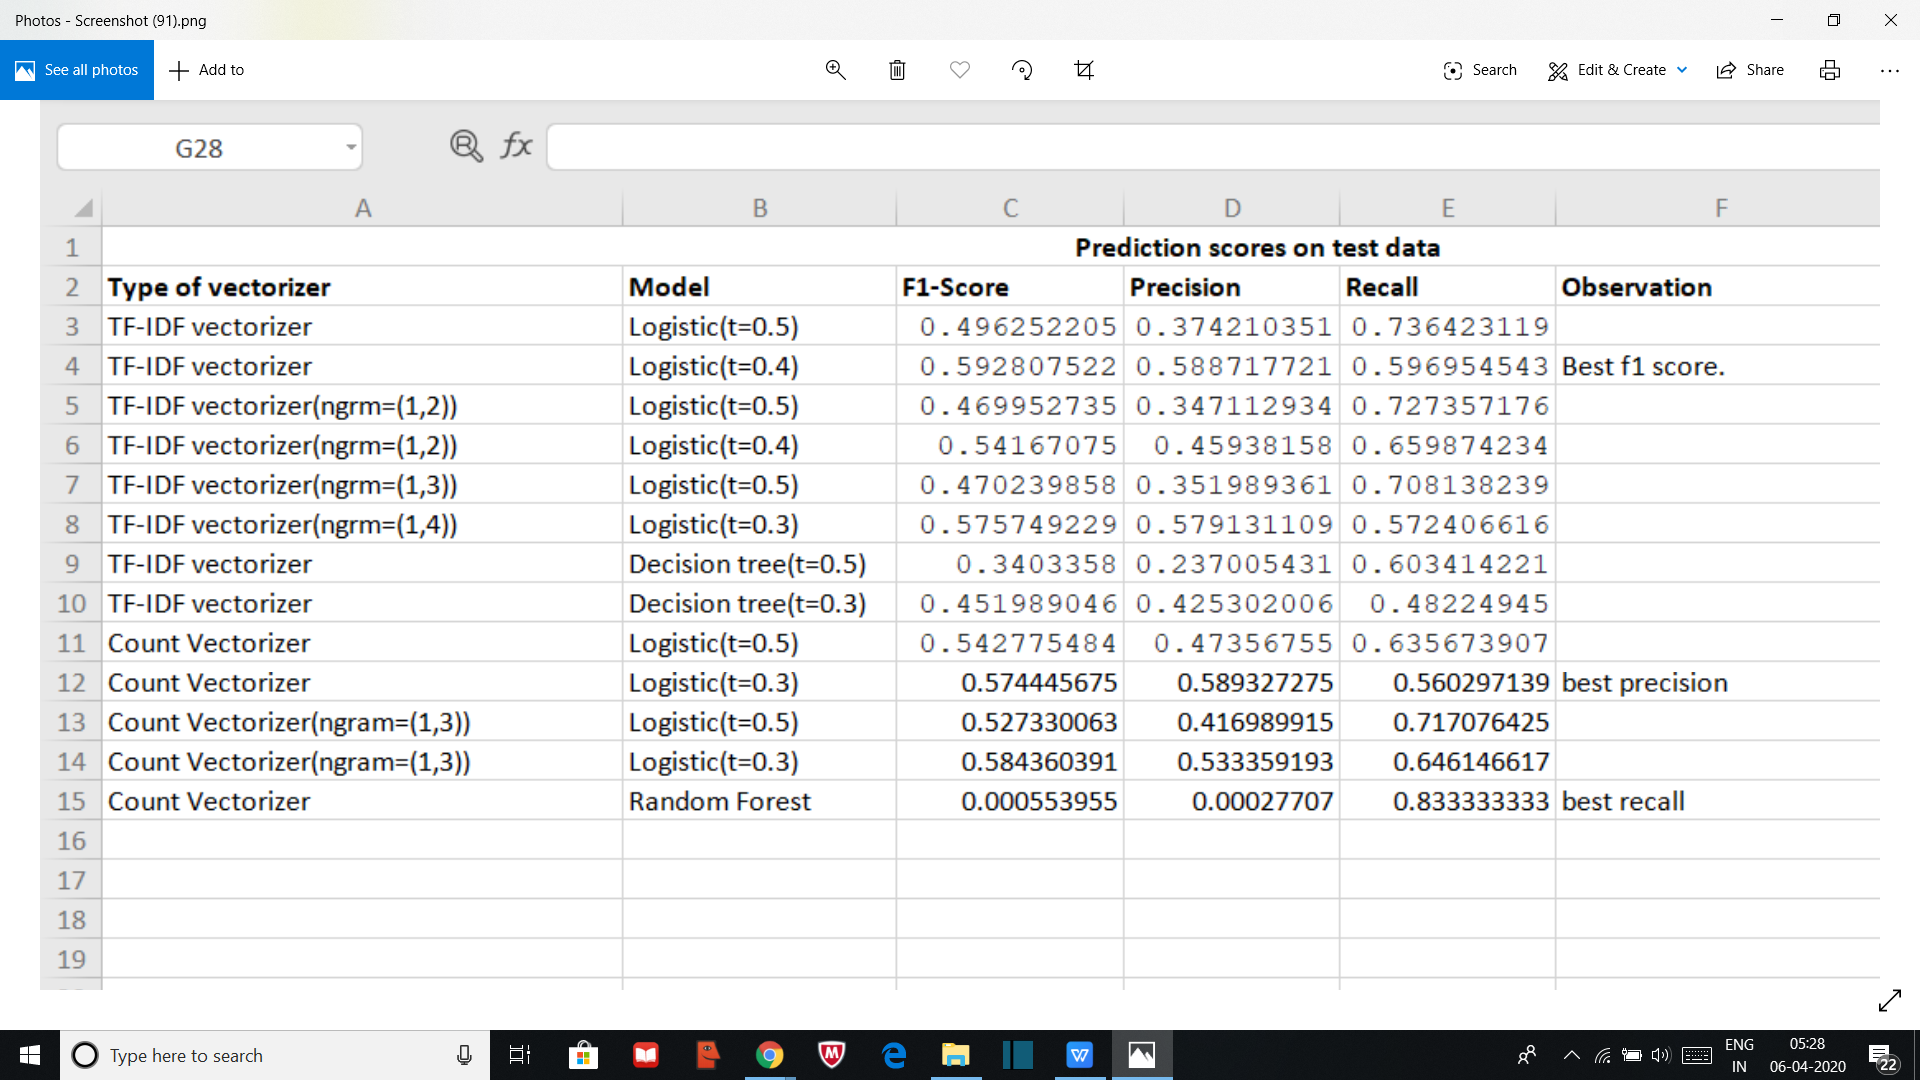 Photos - Screenshot (91).png
See all photos Add to Search Edit & Create Share
G28 fx
A B C D E F
1 Prediction scores on test data
2 Type of vectorizer Model F1-Score Precision Recall Observation
3 TF-IDF vectorizer Logistic(t=0.5) 0.496252205 0.374210351 0.736423119
4 TF-IDF vectorizer Logistic(t=0.4) 0.592807522 0.588717721 0.596954543 Best f1 score.
5 TF-IDF vectorizer(ngrm=(1,2)) Logistic(t=0.5) 0.469952735 0.347112934 0.727357176
6 TF-IDF vectorizer(ngrm=(1,2)) Logistic(t=0.4) 0.54167075 0.45938158 0.659874234
7 TF-IDF vectorizer(ngrm=(1,3)) Logistic(t=0.5) 0.470239858 0.351989361 0.708138239
8 TF-IDF vectorizer(ngrm=(1,4)) Logistic(t=0.3) 0.575749229 0.579131109 0.572406616
9 TF-IDF vectorizer Decision tree(t=0.5) 0.3403358 0.237005431 0.603414221
10 TF-IDF vectorizer Decision tree(t=0.3) 0.451989046 0.425302006 0.48224945
11 Count Vectorizer Logistic(t=0.5) 0.542775484 0.47356755 0.635673907
12 Count Vectorizer Logistic(t=0.3) 0.574445675 0.589327275 0.560297139 best precision
13 Count Vectorizer(ngram=(1,3)) Logistic(t=0.5) 0.527330063 0.416989915 0.717076425
14 Count Vectorizer(ngram=(1,3)) Logistic(t=0.3) 0.584360391 0.533359193 0.646146617
15 Count Vectorizer Random Forest 0.000553955 0.00027707 0.833333333 best recall
16
17
18
19
Type here to search ENG 05:28
IN 06-04-2020 22